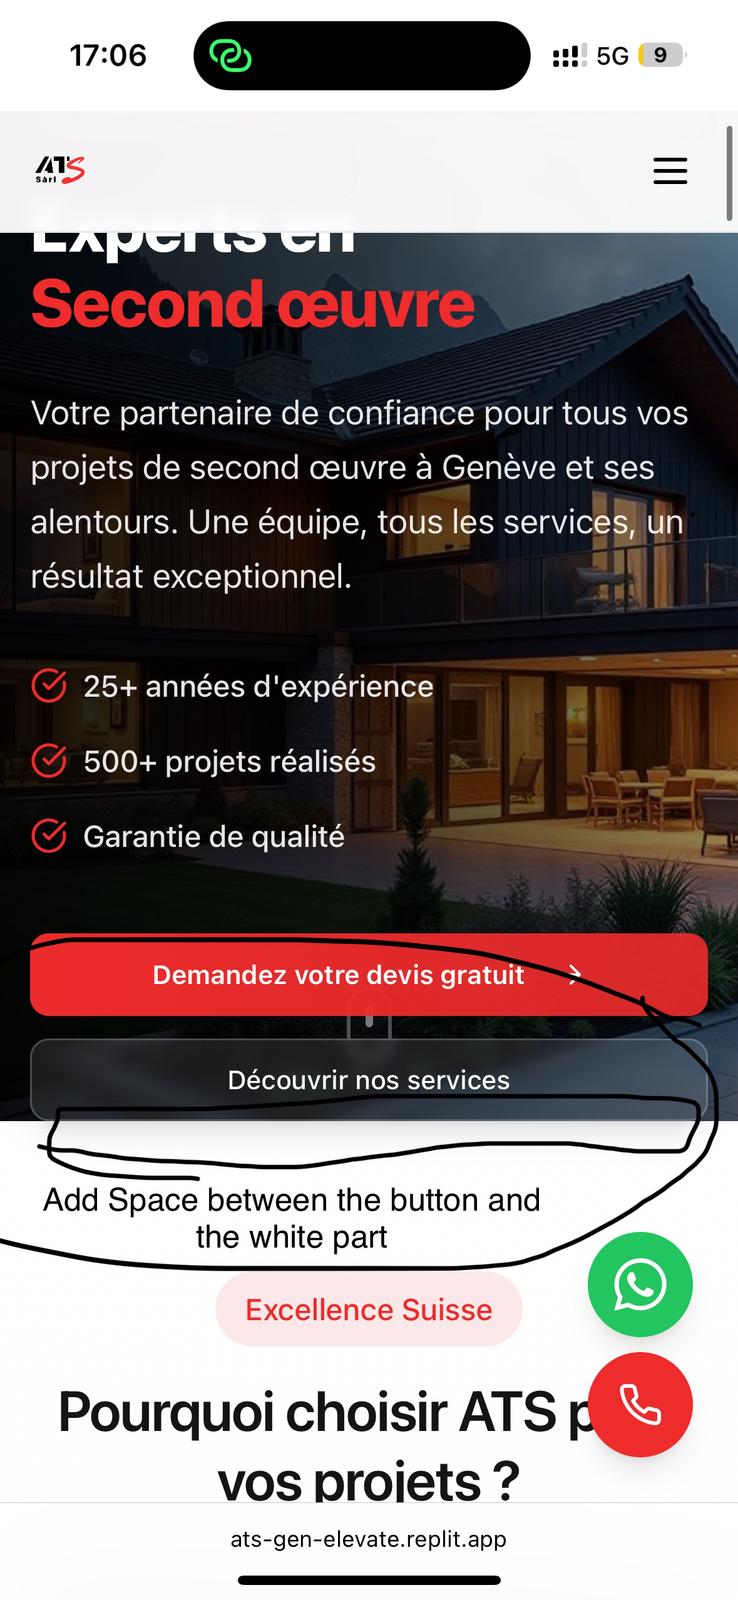 17:06
5G
9
ATS
Sàrl
Experts en
Second œuvre
Votre partenaire de confiance pour tous vos
projets de second œuvre à Genève et ses
alentours. Une équipe, tous les services, un
résultat exceptionnel.
25+ années d'expérience
500+ projets réalisés
Garantie de qualité
Demandez votre devis gratuit
Découvrir nos services
Add Space between the button and
the white part
Excellence Suisse
Pourquoi choisir ATS p
vos projets ?
ats-gen-elevate.replit.app